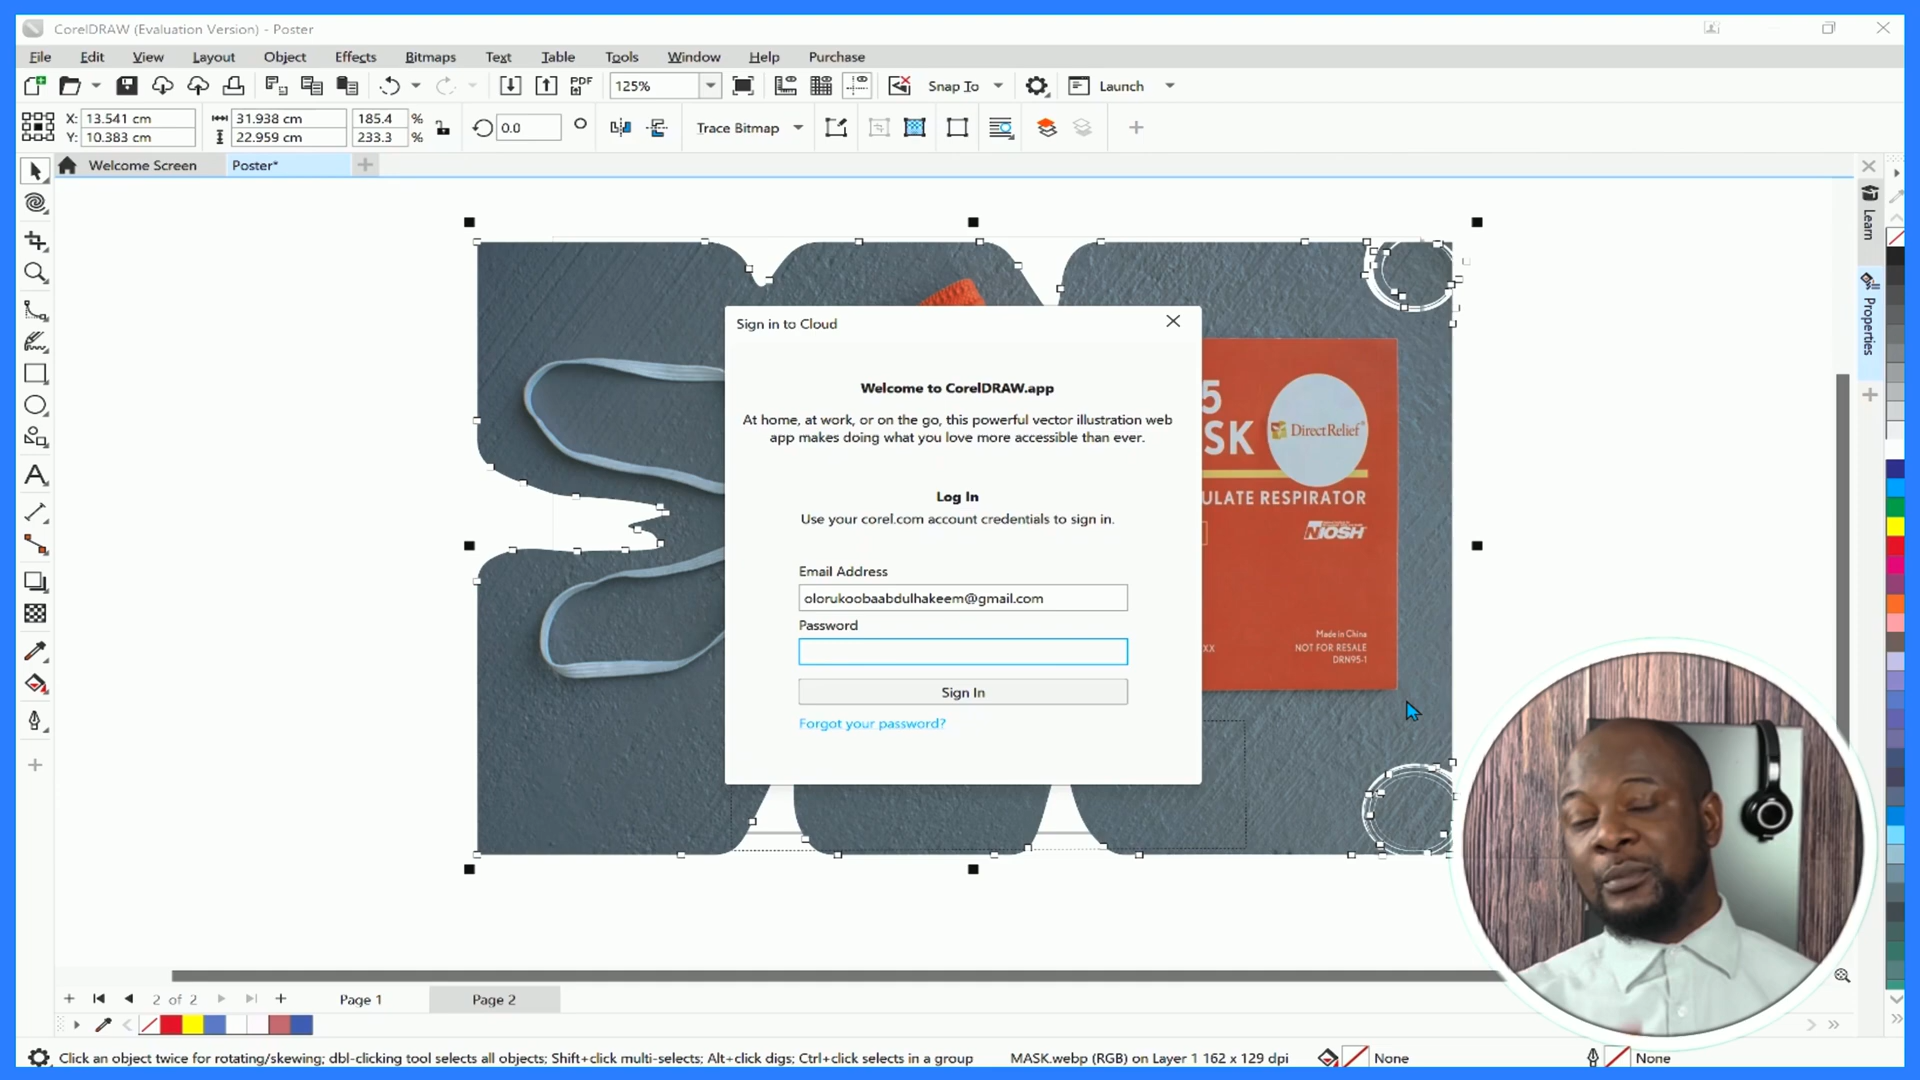 CorelDRAW (Evaluation Version) - Poster
File Edit View Layout Object Effects Bitmaps Text Table Tools Window Help Purchase
PDF 125% Snap To Launch
X: 13.541 cm 31.938 cm 185.4 %
Y: 10.383 cm 22.959 cm 233.3 %
0.0 Trace Bitmap
Welcome Screen Poster*
Learn
Properties
Sign in to Cloud
Welcome to CorelDRAW.app
At home, at work, or on the go, this powerful vector illustration web
app makes doing what you love more accessible than ever.
Log In
Use your corel.com account credentials to sign in.
Email Address
olorukoobaabdulhakeem@gmail.com
Password
Sign In
Forgot your password?
5
SK
DirectRelief
ULATE RESPIRATOR
NIOSH
Made in China
XX NOT FOR RESALE
DRN95-1
2 of 2 Page 1 Page 2
Click an object twice for rotating/skewing; dbl-clicking tool selects all objects; Shift+click multi-selects; Alt+click digs; Ctrl+click selects in a group MASK.webp (RGB) on Layer 1 162 x 129 dpi None None